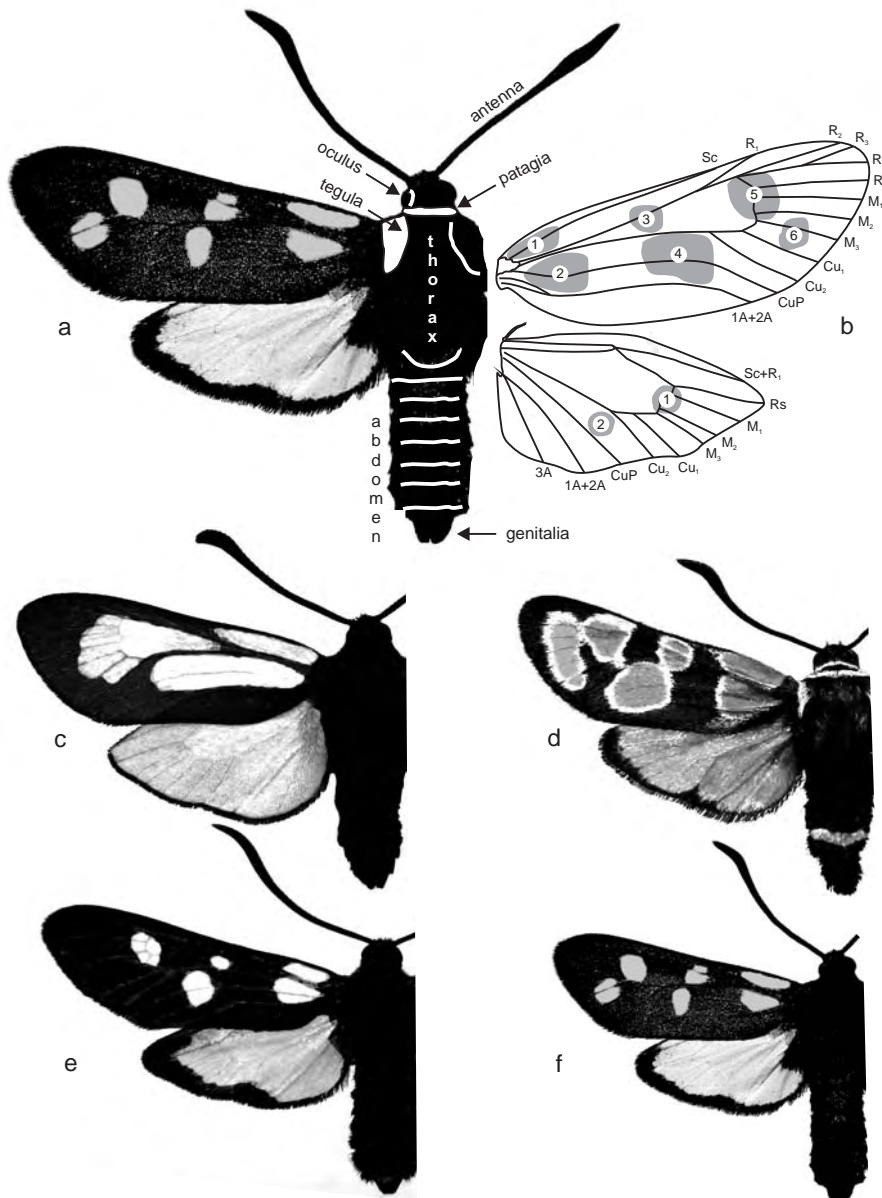 antenna
oculus
tegula
patagia
thorax
abdomen
genitalia
a
Sc
R₁
R₂
R₃
R
R
M₁
M₂
M₃
Cu₁
Cu₂
CuP
1A+2A
1
2
3
4
5
6
b
Sc+R₁
Rs
M₁
M₂
M₃
Cu₁
Cu₂
CuP
1A+2A
3A
1
2
c
d
e
f